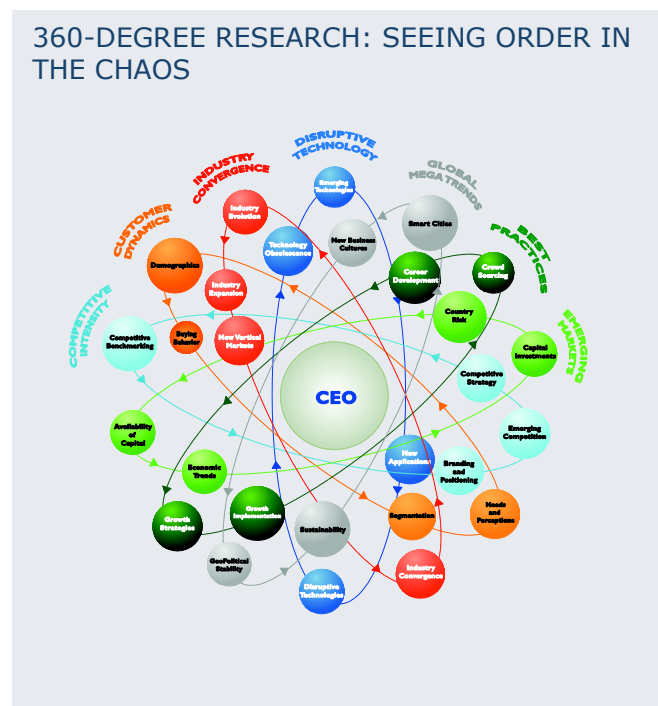 360-DEGREE RESEARCH: SEEING ORDER IN
THE CHAOS
DISRUPTIVE
TECHNOLOGY
INDUSTRY
CONVERGENCE
GLOBAL
MEGA TRENDS
CUSTOMER
DYNAMICS
BEST
PRACTICES
COMPETITIVE
INTENSITY
EMERGING
MARKETS
Emerging
Technologies
Industry
Evolution
Smart Cities
New Business
Cultures
Technology
Obsolescence
Demographics
Career
Development
Crowd
Sourcing
Industry
Expansion
Country
Risk
Buying
Behavior
New Vertical
Markets
Competitive
Benchmarking
Capital
Investments
Competitive
Strategy
CEO
Availability
of
Capital
Emerging
Competition
Economic
Trends
New
Applications
Branding
and
Positioning
Growth
Strategies
Growth
Implementation
Sustainability
Segmentation
Needs
and
Perceptions
GeoPolitical
Stability
Industry
Convergence
Disruptive
Technologies